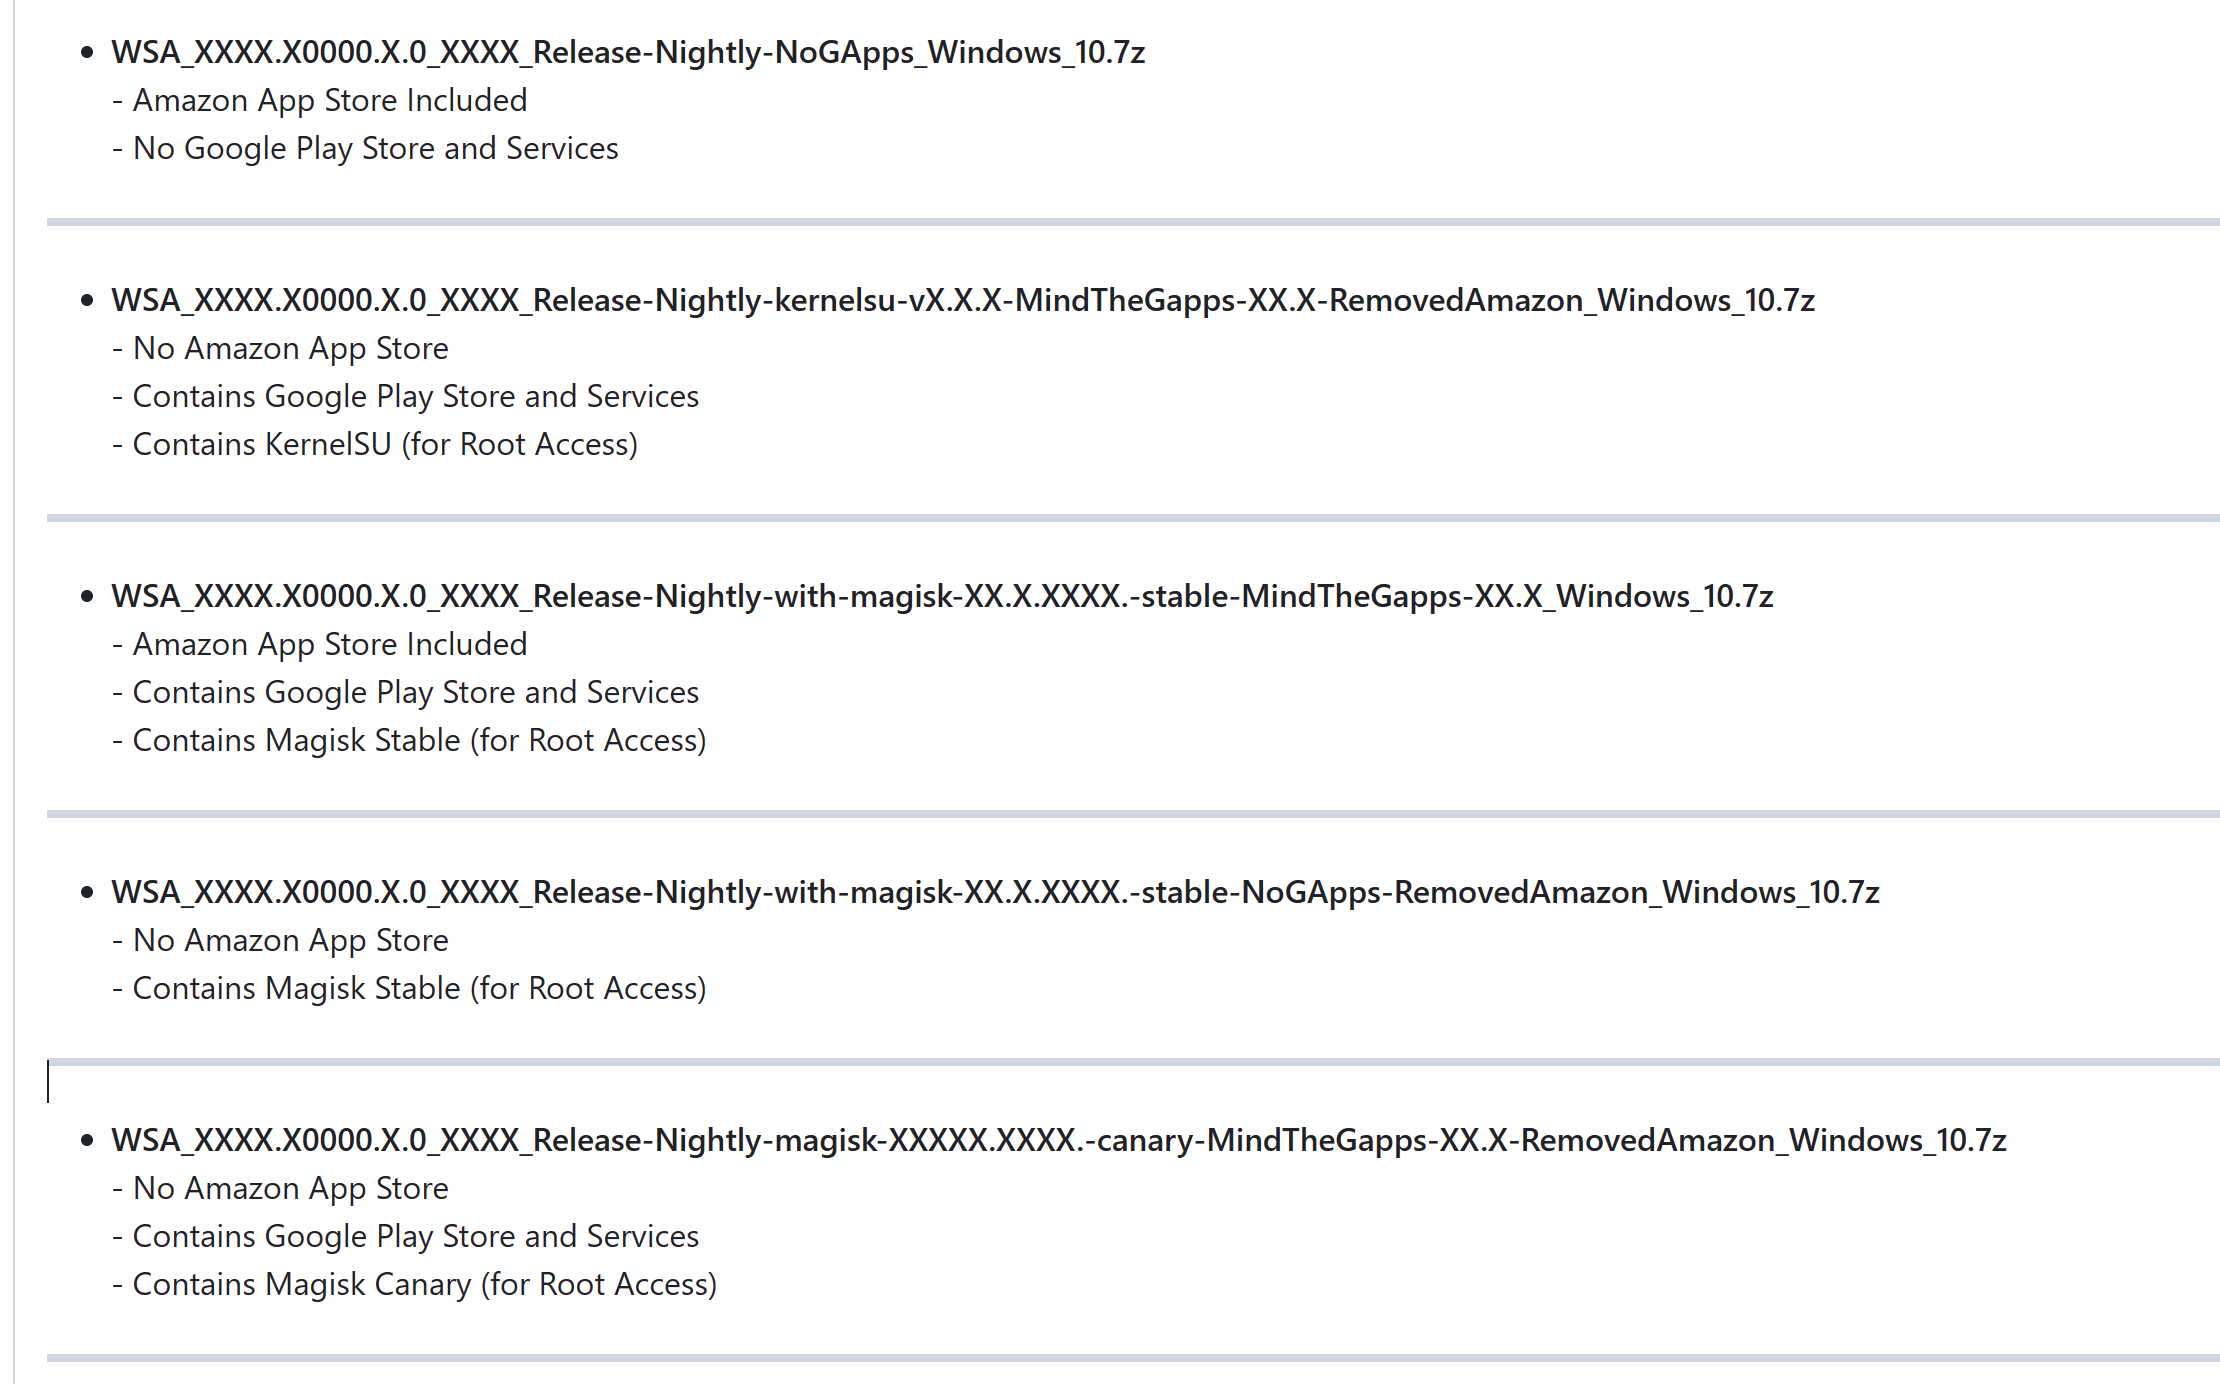 WSA_XXXX.X0000.X.0_XXXX_Release-Nightly-NoGApps_Windows_10.7z
- Amazon App Store Included
- No Google Play Store and Services
WSA_XXXX.X0000.X.0_XXXX_Release-Nightly-kernelsu-vX.X.X-MindTheGapps-XX.X-RemovedAmazon_Windows_10.7z
- No Amazon App Store
- Contains Google Play Store and Services
- Contains KernelSU (for Root Access)
WSA_XXXX.X0000.X.0_XXXX_Release-Nightly-with-magisk-XX.X.XXXX.-stable-MindTheGapps-XX.X_Windows_10.7z
- Amazon App Store Included
- Contains Google Play Store and Services
- Contains Magisk Stable (for Root Access)
WSA_XXXX.X0000.X.0_XXXX_Release-Nightly-with-magisk-XX.X.XXXX.-stable-NoGApps-RemovedAmazon_Windows_10.7z
- No Amazon App Store
- Contains Magisk Stable (for Root Access)
WSA_XXXX.X0000.X.0_XXXX_Release-Nightly-magisk-XXXXX.XXXX.-canary-MindTheGapps-XX.X-RemovedAmazon_Windows_10.7z
- No Amazon App Store
- Contains Google Play Store and Services
- Contains Magisk Canary (for Root Access)